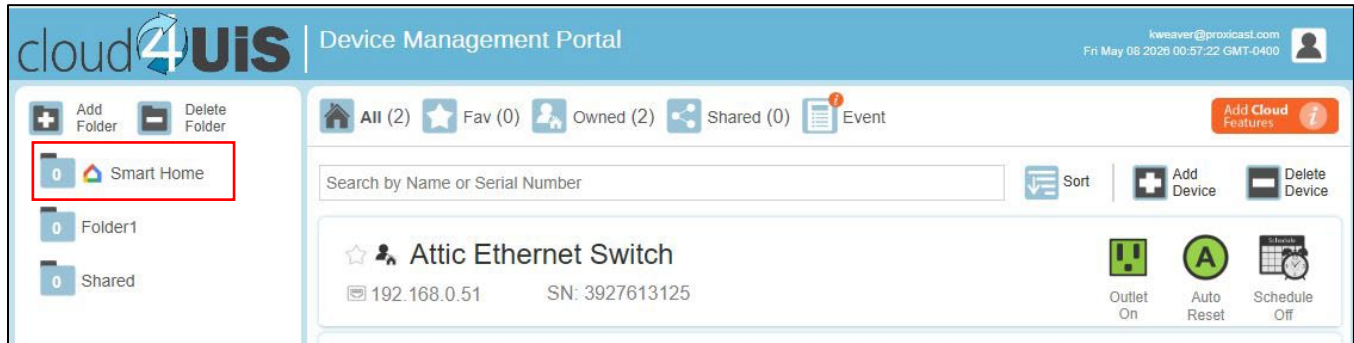 cloud4UiS
Device Management Portal
kweaver@proxicast.com
Fri May 08 2026 00:57:22 GMT-0400
Add
Folder
Delete
Folder
0 Smart Home
0 Folder1
0 Shared
All (2) Fav (0) Owned (2) Shared (0) i Event
Add Cloud
Features i
Search by Name or Serial Number
Sort
Add
Device
Delete
Device
Attic Ethernet Switch
192.168.0.51 SN: 3927613125
A
Schedule
Outlet
On
Auto
Reset
Schedule
Off